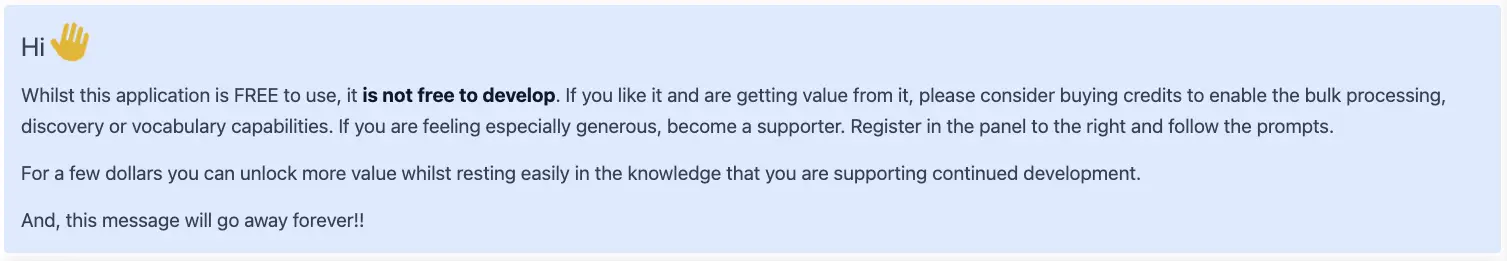 Hi 👋
Whilst this application is FREE to use, it is not free to develop. If you like it and are getting value from it, please consider buying credits to enable the bulk processing,
discovery or vocabulary capabilities. If you are feeling especially generous, become a supporter. Register in the panel to the right and follow the prompts.
For a few dollars you can unlock more value whilst resting easily in the knowledge that you are supporting continued development.
And, this message will go away forever!!